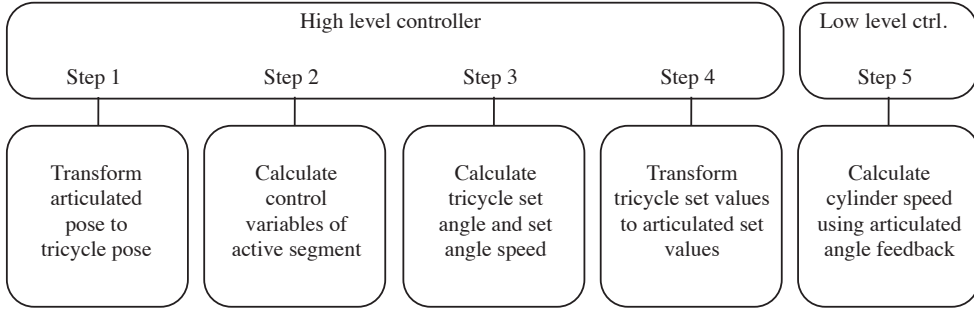 High level controller
Low level ctrl.
Step 1
Step 2
Step 3
Step 4
Step 5
Transform
articulated
pose to
tricycle pose
Calculate
control
variables of
active segment
Calculate
tricycle set
angle and set
angle speed
Transform
tricycle set values
to articulated set
values
Calculate
cylinder speed
using articulated
angle feedback